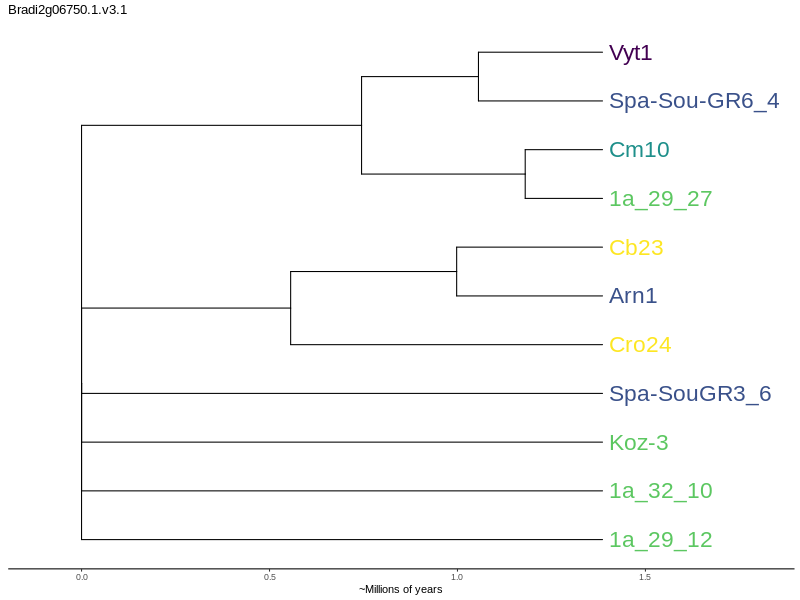 Bradi2g06750.1.v3.1
Vyt1
Spa-Sou-GR6_4
Cm10
1a_29_27
Cb23
Arn1
Cro24
Spa-SouGR3_6
Koz-3
1a_32_10
1a_29_12
0.0 0.5 1.0 1.5
~Millions of years